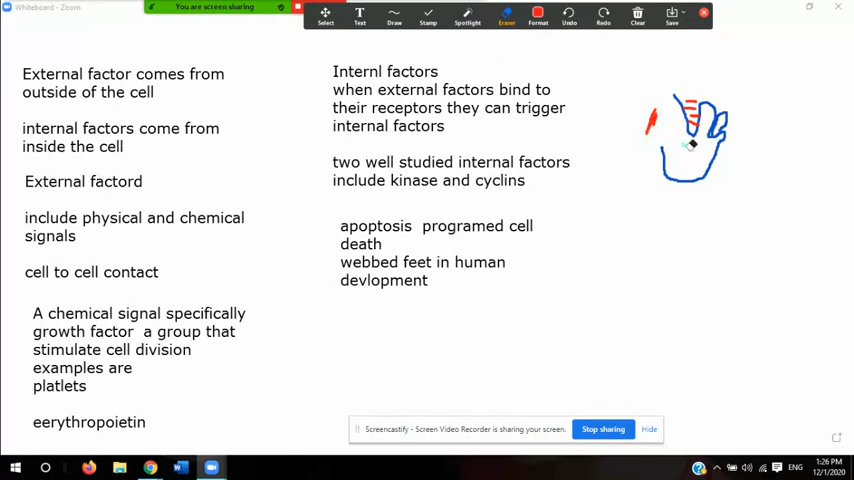 Whiteboard - Zoom
You are screen sharing
Select
Text
Draw
Stamp
Spotlight
Eraser
Format
Undo
Redo
Clear
Save
External factor comes from
outside of the cell
internal factors come from
inside the cell
External factord
include physical and chemical
signals
cell to cell contact
A chemical signal specifically
growth factor a group that
stimulate cell division
examples are
platlets
eerythropoietin
Internl factors
when external factors bind to
their receptors they can trigger
internal factors
two well studied internal factors
include kinase and cyclins
apoptosis programed cell
death
webbed feet in human
devlopment
Screencastify - Screen Video Recorder is sharing your screen.
Stop sharing
Hide
ENG
1:26 PM
12/1/2020